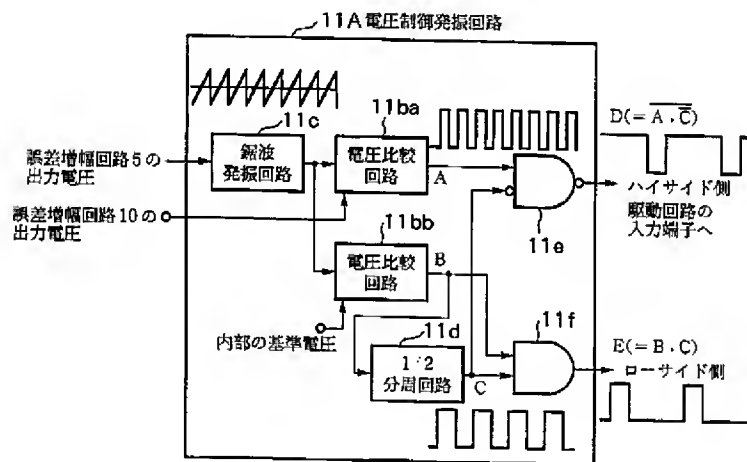 11A 電圧制御発振回路
11c
11ba
D(= A, C̅)
誤差増幅回路5の
出力電圧
鋸波
発振回路
電圧比較
回路
A
誤差増幅回路10の
出力電圧
11e
ハイサイド側
駆動回路の
入力端子へ
11bb
電圧比較
回路
B
内部の基準電圧
11d
1/2
分周回路
C
11f
E(= B, C)
ローサイド側